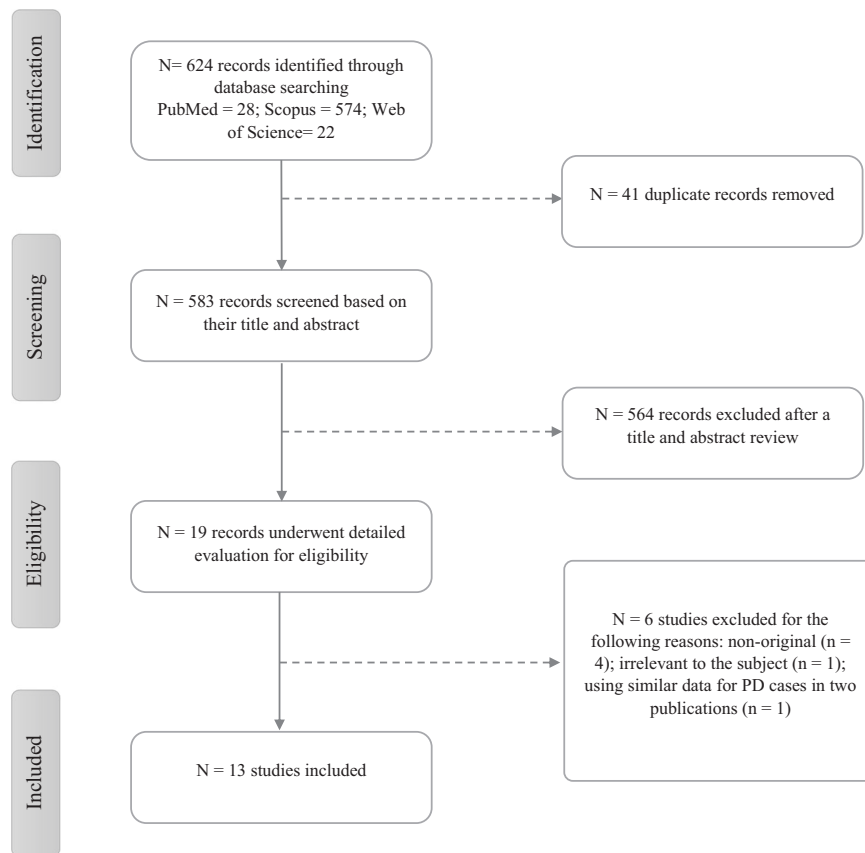 Identification
N= 624 records identified through
database searching
PubMed = 28; Scopus = 574; Web
of Science= 22
N = 41 duplicate records removed
Screening
N = 583 records screened based on
their title and abstract
N = 564 records excluded after a
title and abstract review
Eligibility
N = 19 records underwent detailed
evaluation for eligibility
N = 6 studies excluded for the
following reasons: non-original (n =
4); irrelevant to the subject (n = 1);
using similar data for PD cases in two
publications (n = 1)
Included
N = 13 studies included